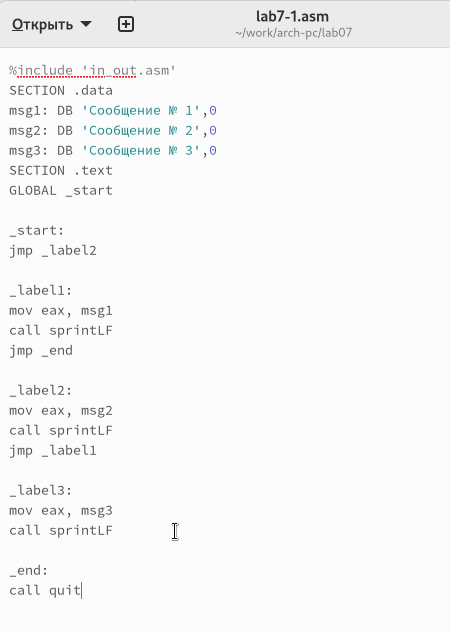 Открыть
lab7-1.asm
~/work/arch-pc/lab07
%include 'in_out.asm'
SECTION .data
msg1: DB 'Сообщение № 1',0
msg2: DB 'Сообщение № 2',0
msg3: DB 'Сообщение № 3',0
SECTION .text
GLOBAL _start
_start:
jmp _label2
_label1:
mov eax, msg1
call sprintLF
jmp _end
_label2:
mov eax, msg2
call sprintLF
jmp _label1
_label3:
mov eax, msg3
call sprintLF
_end:
call quit